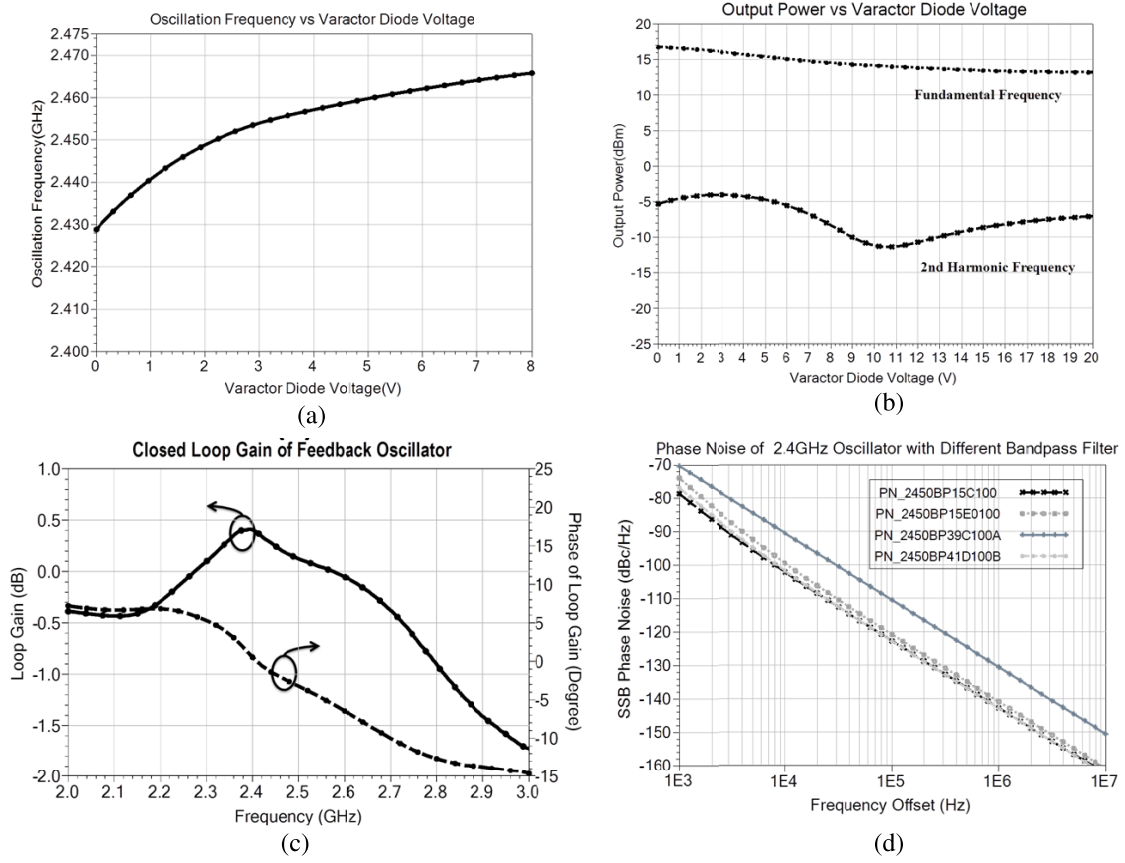 Oscillation Frequency vs Varactor Diode Voltage
2.475
2.470
2.460
2.450
2.440
2.430
2.420
2.410
2.400
Oscillation Frequency(GHz)
0 1 2 3 4 5 6 7 8
Varactor Diode Voltage(V)
(a)
Output Power vs Varactor Diode Voltage
20
15
10
5
0
-5
-10
-15
-20
-25
Output Power(dBm)
Fundamental Frequency
2nd Harmonic Frequency
0 1 2 3 4 5 6 7 8 9 10 11 12 13 14 15 16 17 18 19 20
Varactor Diode Voltage (V)
(b)
Closed Loop Gain of Feedback Oscillator
1.0
0.5
0.0
-0.5
-1.0
-1.5
-2.0
Loop Gain (dB)
25
20
15
10
5
0
-5
-10
-15
Phase of Loop Gain (Degree)
2.0 2.1 2.2 2.3 2.4 2.5 2.6 2.7 2.8 2.9 3.0
Frequency (GHz)
(c)
Phase Noise of 2.4GHz Oscillator with Different Bandpass Filter
-70
-80
-90
-100
-110
-120
-130
-140
-150
-160
SSB Phase Noise (dBc/Hz)
PN_2450BP15C100
PN_2450BP15E0100
PN_2450BP39C100A
PN_2450BP41D100B
1E3 1E4 1E5 1E6 1E7
Frequency Offset (Hz)
(d)